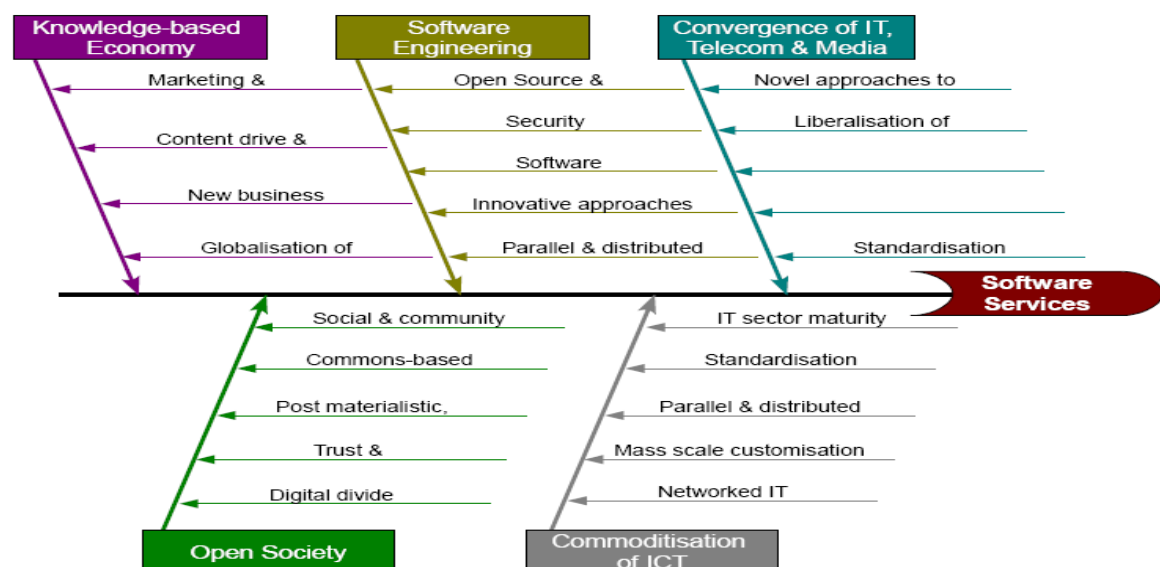 Knowledge-based
Economy
Software
Engineering
Convergence of IT,
Telecom & Media
Marketing &
Content drive &
New business
Globalisation of
Open Source &
Security
Software
Innovative approaches
Parallel & distributed
Novel approaches to
Liberalisation of
Standardisation
Software
Services
Social & community
Commons-based
Post materialistic,
Trust &
Digital divide
Open Society
IT sector maturity
Standardisation
Parallel & distributed
Mass scale customisation
Networked IT
Commoditisation
of ICT